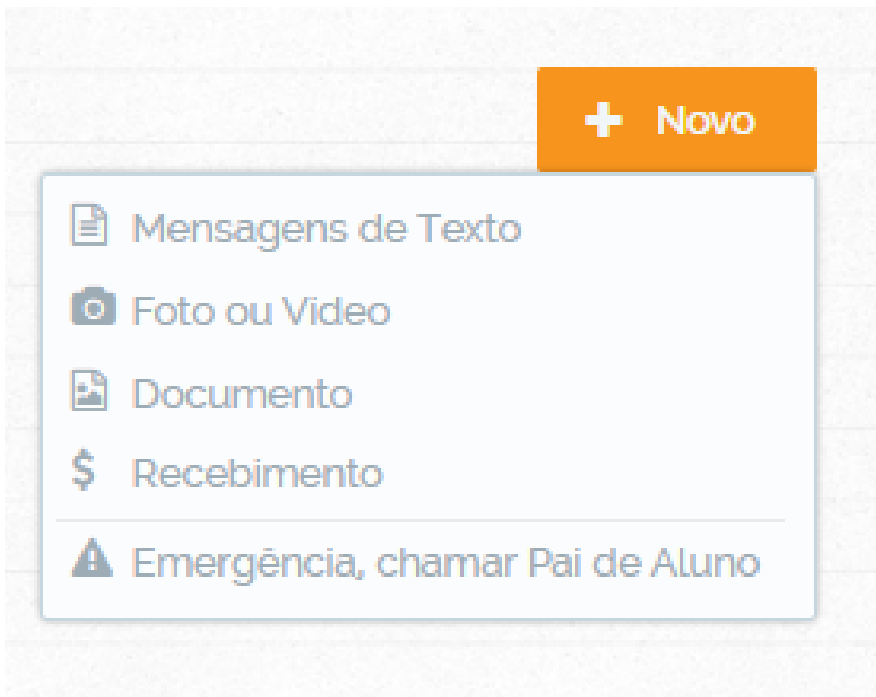 Novo
Mensagens de Texto
Foto ou Video
Documento
$ Recebimento
Emergência, chamar Pai de Aluno